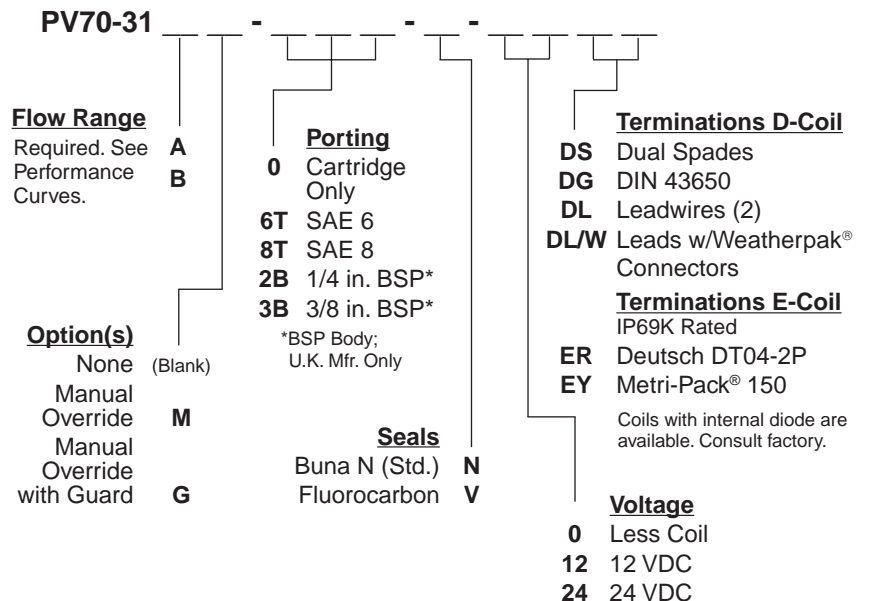 PV70-31 __ __ - __ __ __ - __ - __ __ __ __
Flow Range
Required. See
Performance
Curves.
A
B
Option(s)
None (Blank)
Manual
Override M
Manual
Override
with Guard G
Porting
0 Cartridge
Only
6T SAE 6
8T SAE 8
2B 1/4 in. BSP*
3B 3/8 in. BSP*
*BSP Body;
U.K. Mfr. Only
Seals
Buna N (Std.) N
Fluorocarbon V
Terminations D-Coil
DS Dual Spades
DG DIN 43650
DL Leadwires (2)
DL/W Leads w/Weatherpak®
Connectors
Terminations E-Coil
IP69K Rated
ER Deutsch DT04-2P
EY Metri-Pack® 150
Coils with internal diode are
available. Consult factory.
Voltage
0 Less Coil
12 12 VDC
24 24 VDC